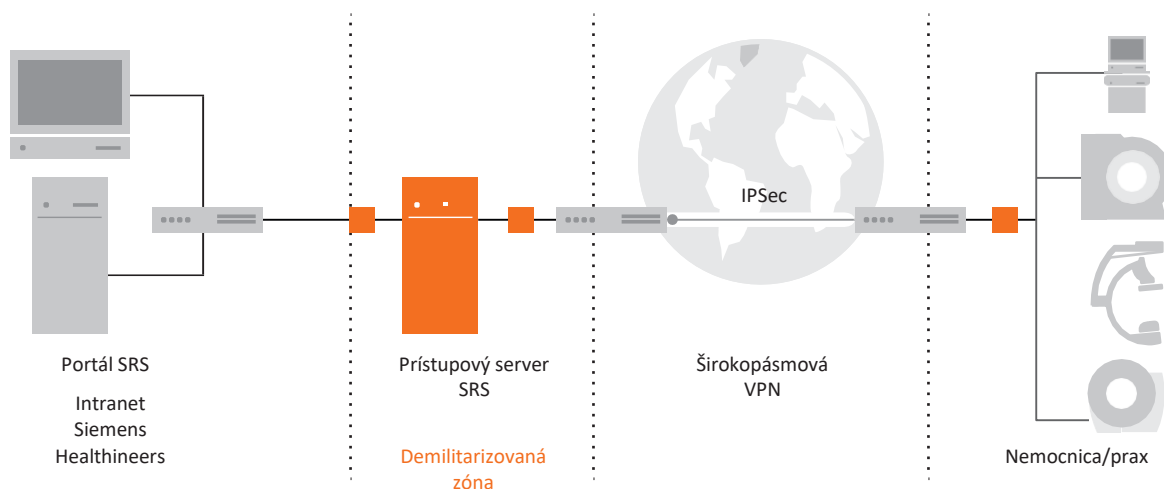 IPSec
Portál SRS
Intranet
Siemens
Healthineers
Prístupový server
SRS
Demilitarizovaná
zóna
Širokopásmová
VPN
Nemocnica/prax